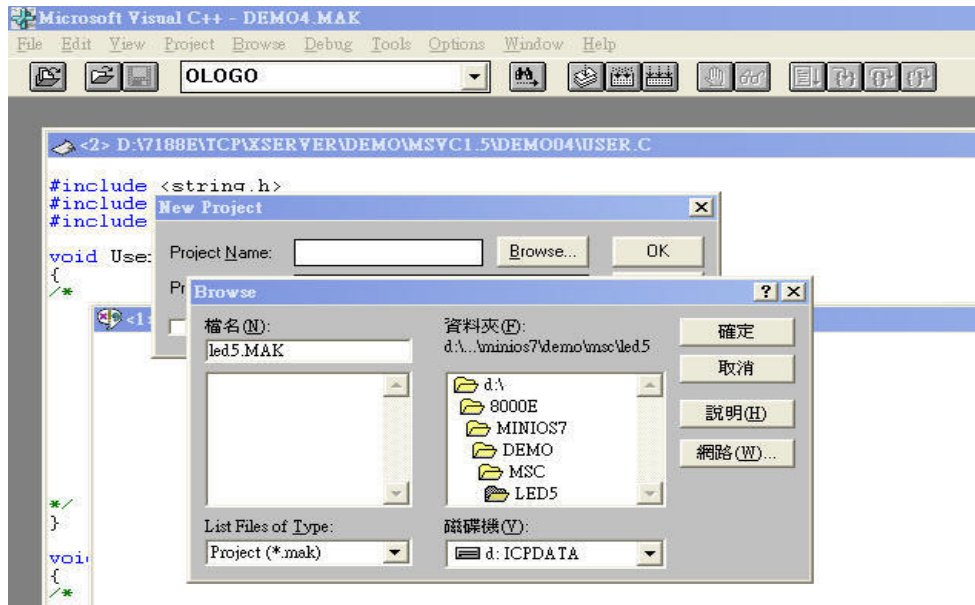 Microsoft Visual C++ - DEMO4.MAK
File Edit View Project Browse Debug Tools Options Window Help
OLOGO
<2> D:\7188E\TCP\XSERVER\DEMO\MSVC1.5\DEMO04\USER.C
#include <string.h>
#include
#include
void
{
/*
New Project
Project Name:
Browse...
OK
<1>
Browse
檔名(N):
led5.MAK
資料夾(F):
d:\...\minios7\demo\msc\led5
d:\
8000E
MINIOS7
DEMO
MSC
LED5
確定
取消
說明(H)
網路(W)...
List Files of Type:
Project (*.mak)
磁碟機(V):
d: ICPDATA
*/
}
{
/*